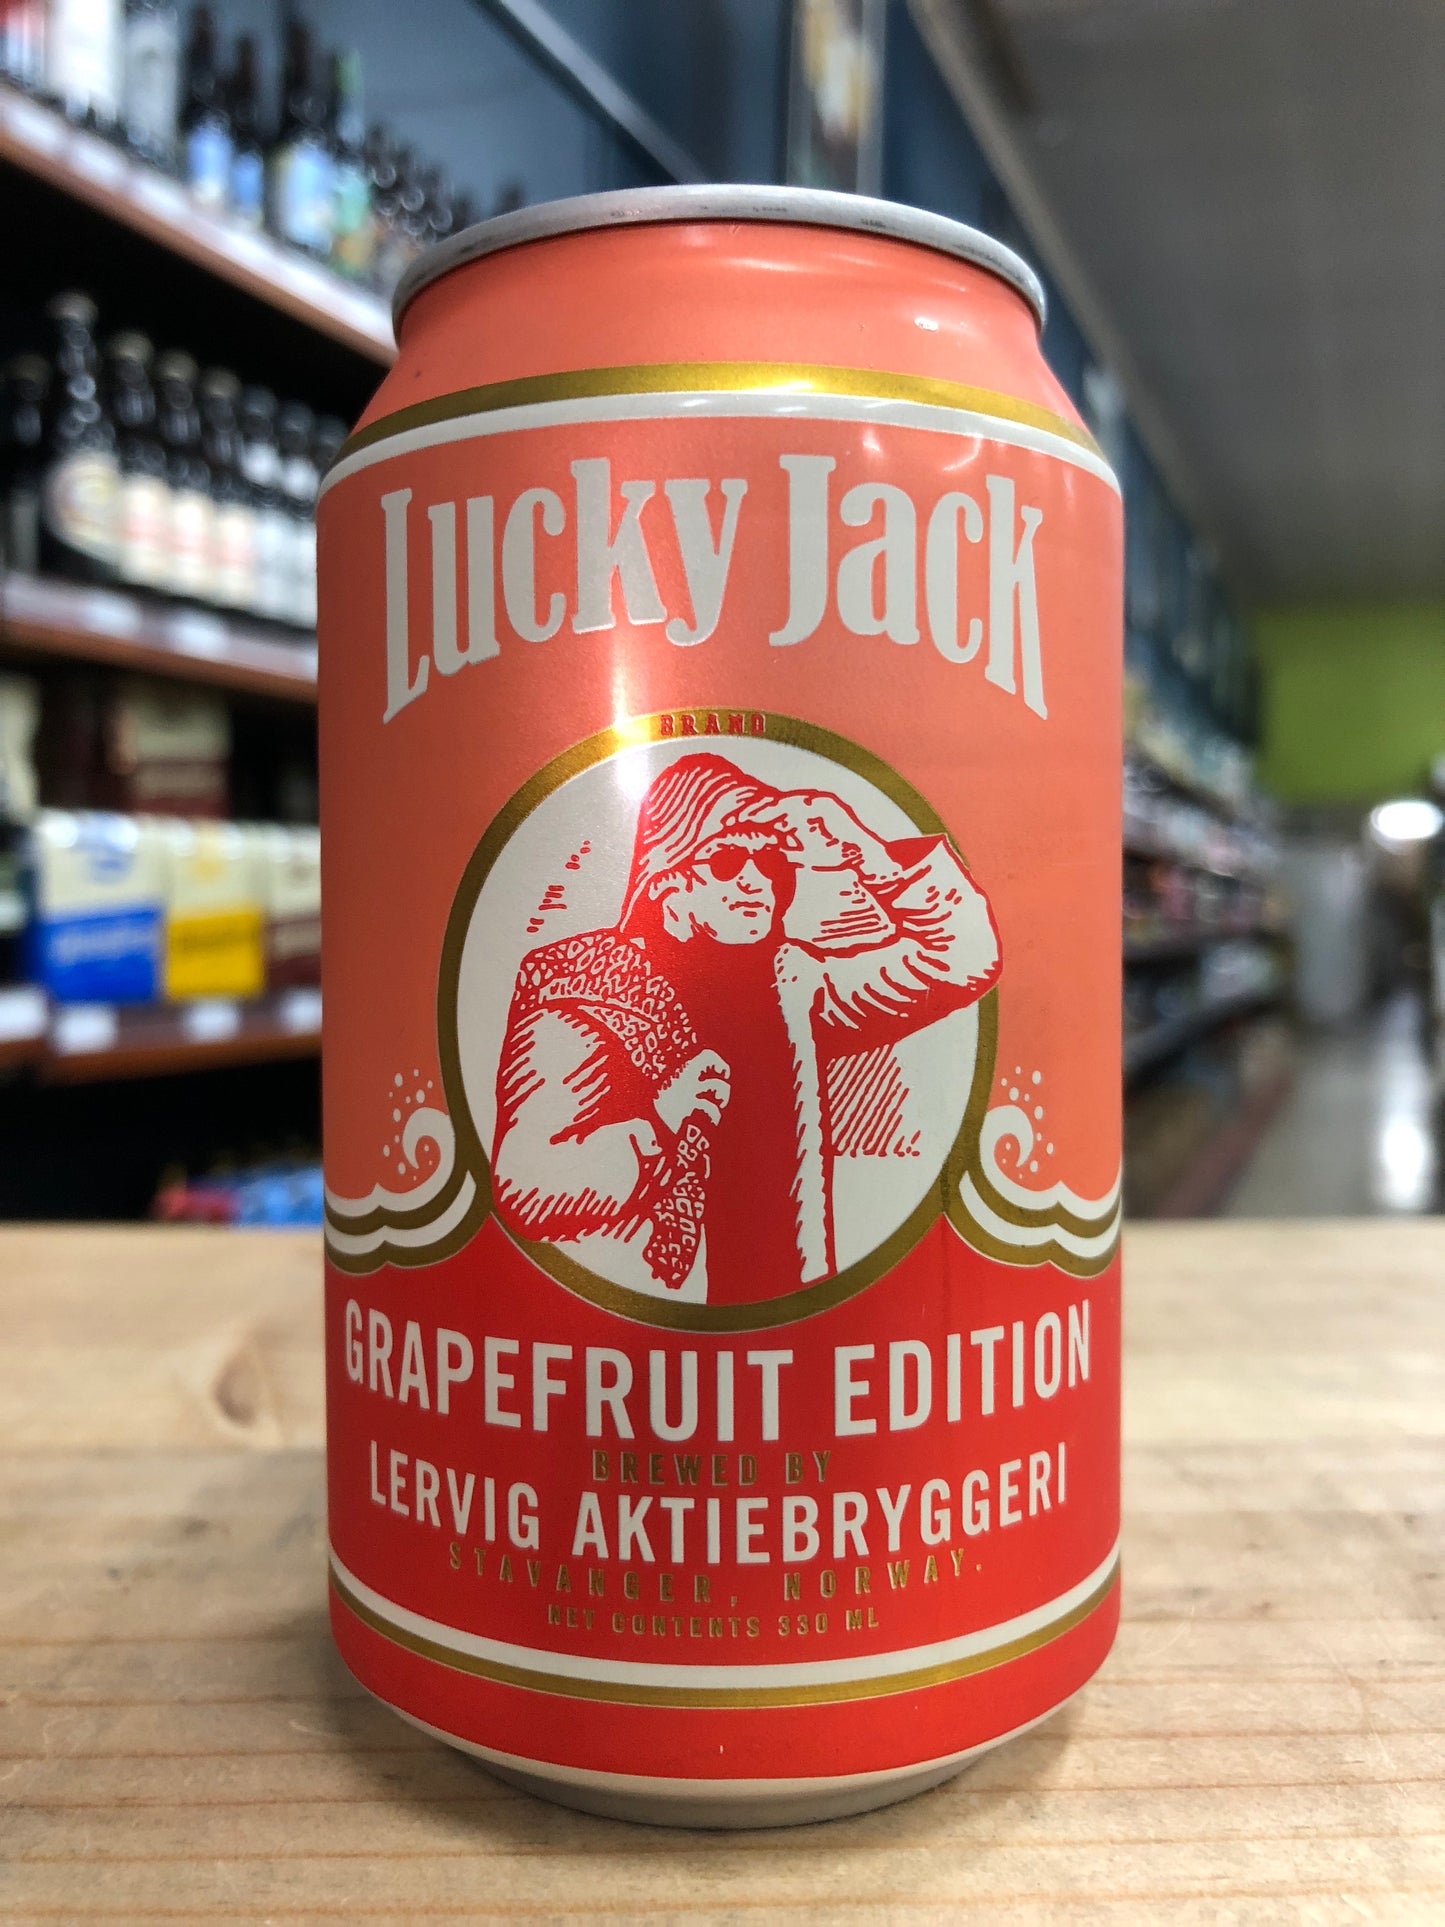 Lucky Jack
BRAND
GRAPEFRUIT EDITION
BREWED BY
LERVIG AKTIEBRYGGERI
STAVANGER, NORWAY.
NET CONTENTS 330 ML